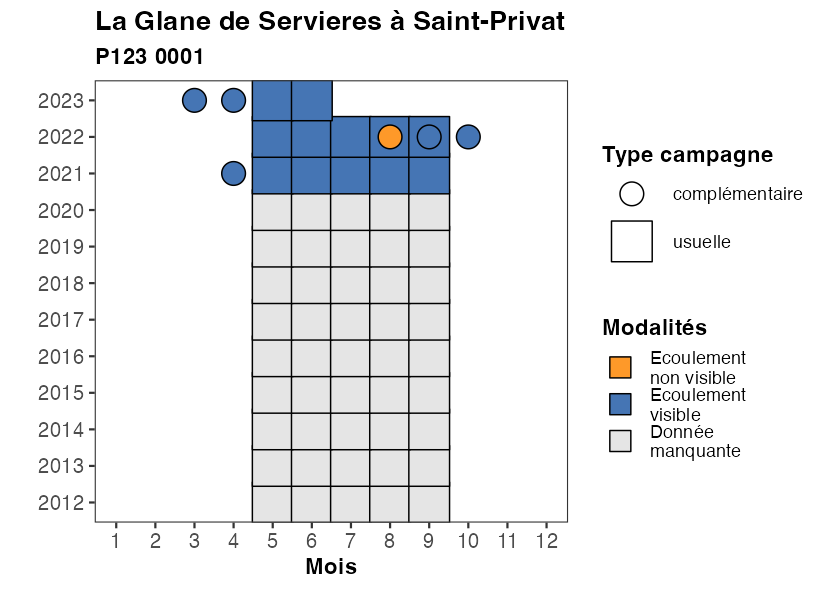 La Glane de Servieres à Saint-Privat
P123 0001
2023
2022
2021
2020
2019
2018
2017
2016
2015
2014
2013
2012
1 2 3 4 5 6 7 8 9 10 11 12
Mois
Type campagne
complémentaire
usuelle
Modalités
Ecoulement
non visible
Ecoulement
visible
Donnée
manquante